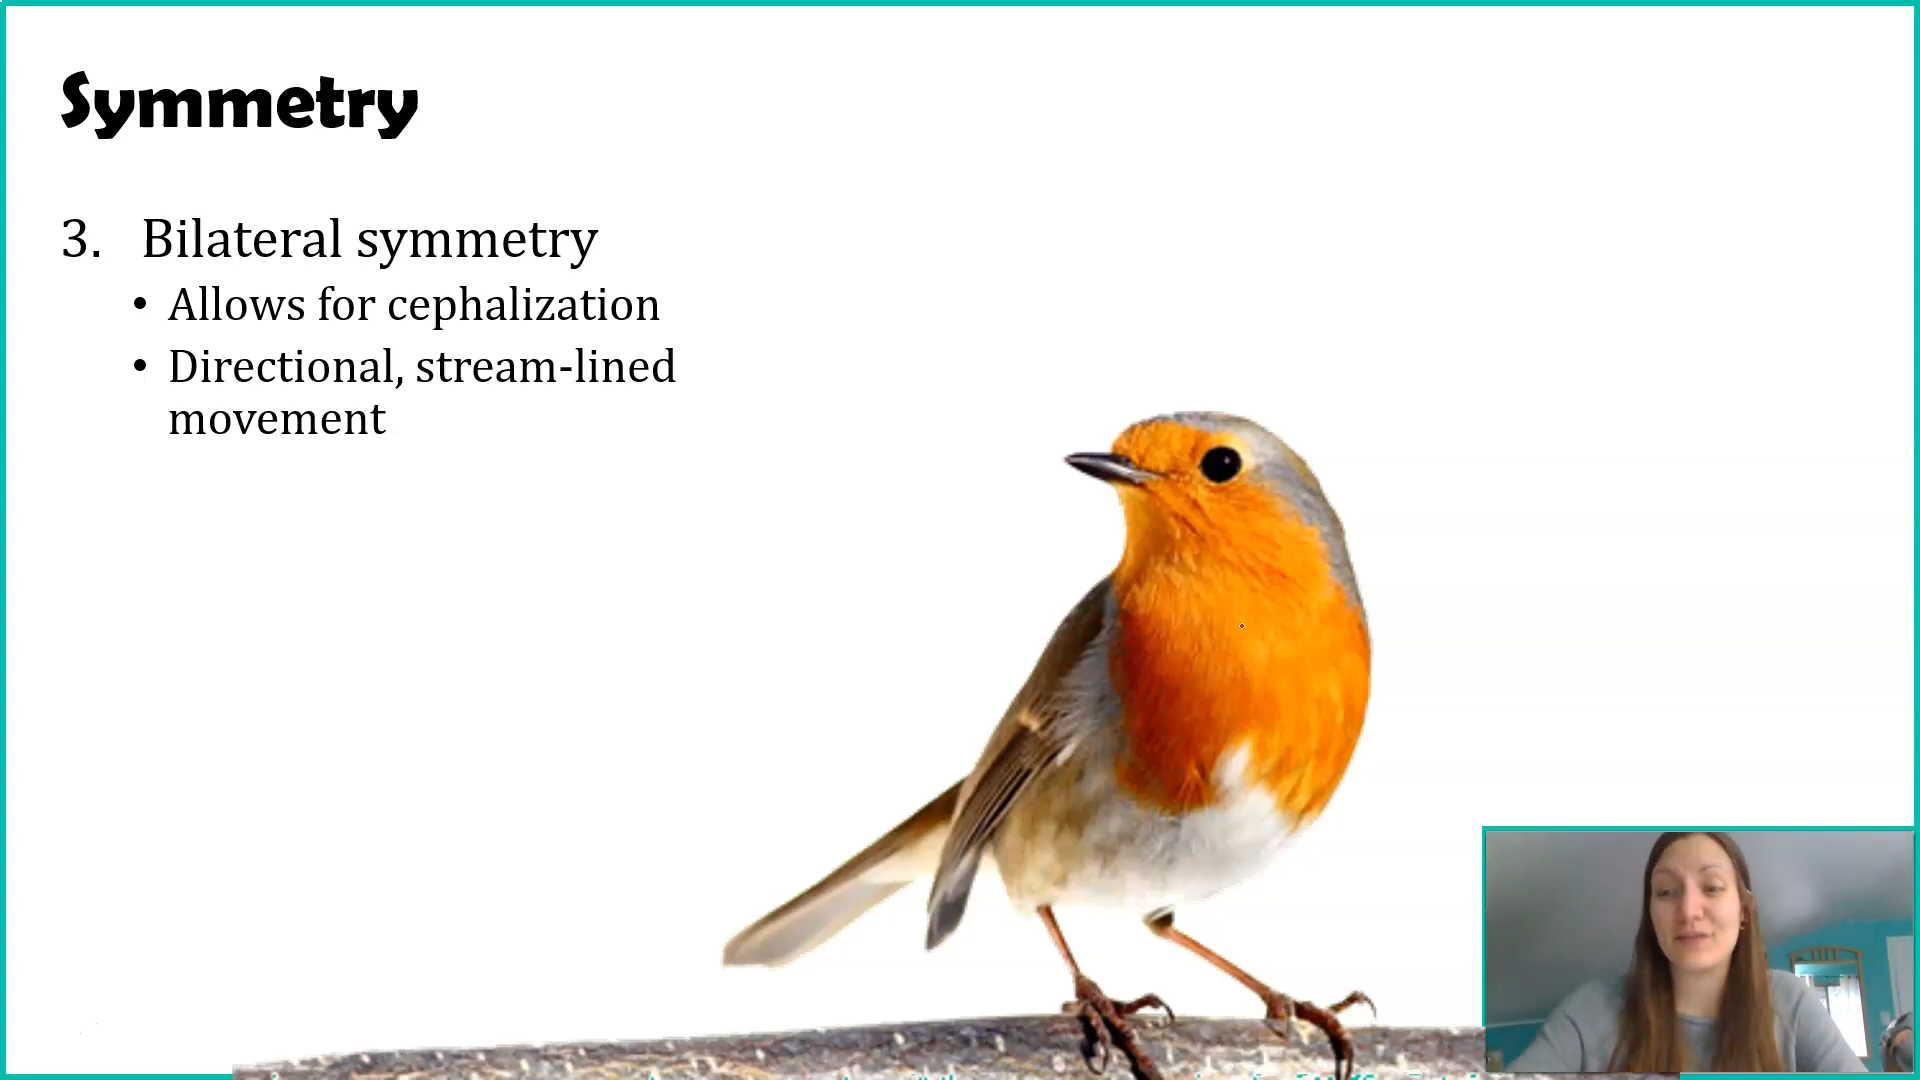 Symmetry
3. Bilateral symmetry
• Allows for cephalization
• Directional, stream-lined
movement